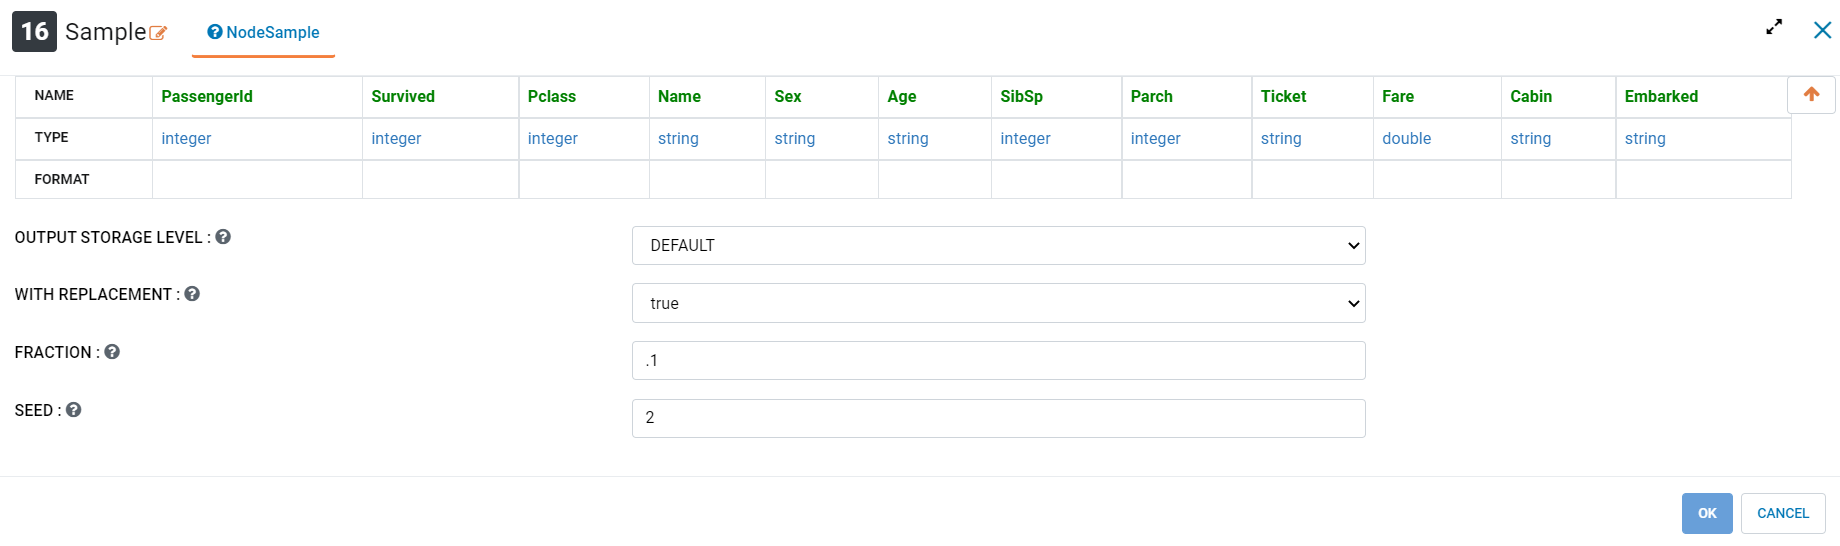 16 Sample NodeSample
NAME PassengerId Survived Pclass Name Sex Age SibSp Parch Ticket Fare Cabin Embarked
TYPE integer integer integer string string string integer integer string double string string
FORMAT
OUTPUT STORAGE LEVEL : DEFAULT
WITH REPLACEMENT : true
FRACTION : .1
SEED : 2
OK CANCEL